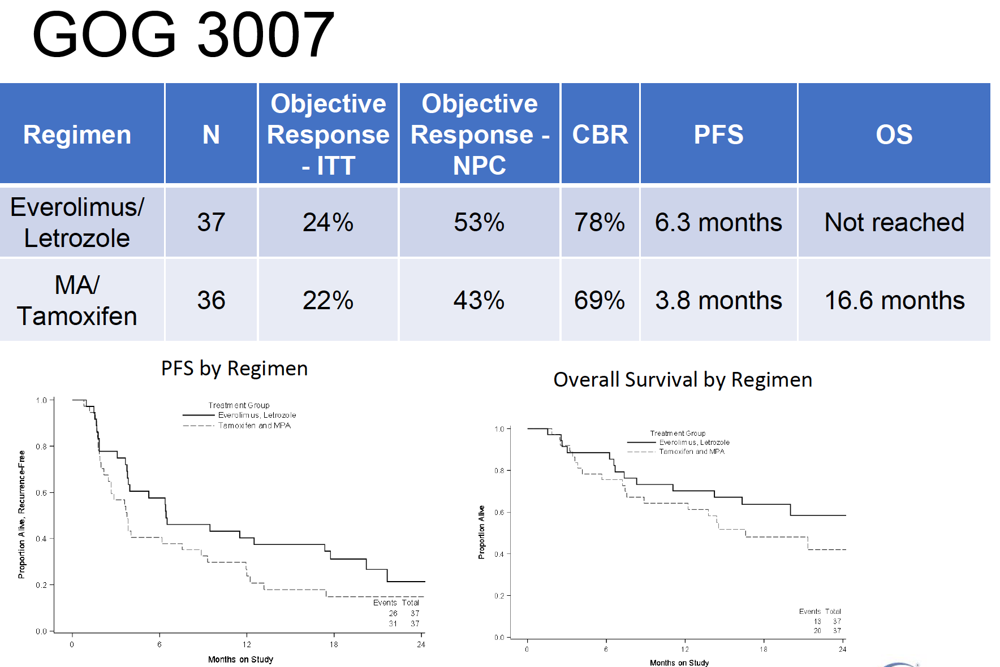 GOG 3007
Regimen
N
Objective
Response
- ITT
Objective
Response -
NPC
CBR
PFS
OS
Everolimus/
Letrozole
37
24%
53%
78%
6.3 months
Not reached
MA/
Tamoxifen
36
22%
43%
69%
3.8 months
16.6 months
PFS by Regimen
Treatment Group
Everolimus, Letrozole
Tamoxifen and MPA
Proportion Alive, Recurrence-Free
1.0
0.8
0.6
0.4
0.2
0.0
Events Total
26 37
31 37
0 6 12 18 24
Months on Study
Overall Survival by Regimen
Treatment Group
Everolimus, Letrozole
Tamoxifen and MPA
Proportion Alive
1.0
0.8
0.6
0.4
0.2
0.0
Events Total
13 37
20 37
0 6 12 18 24
Months on Study